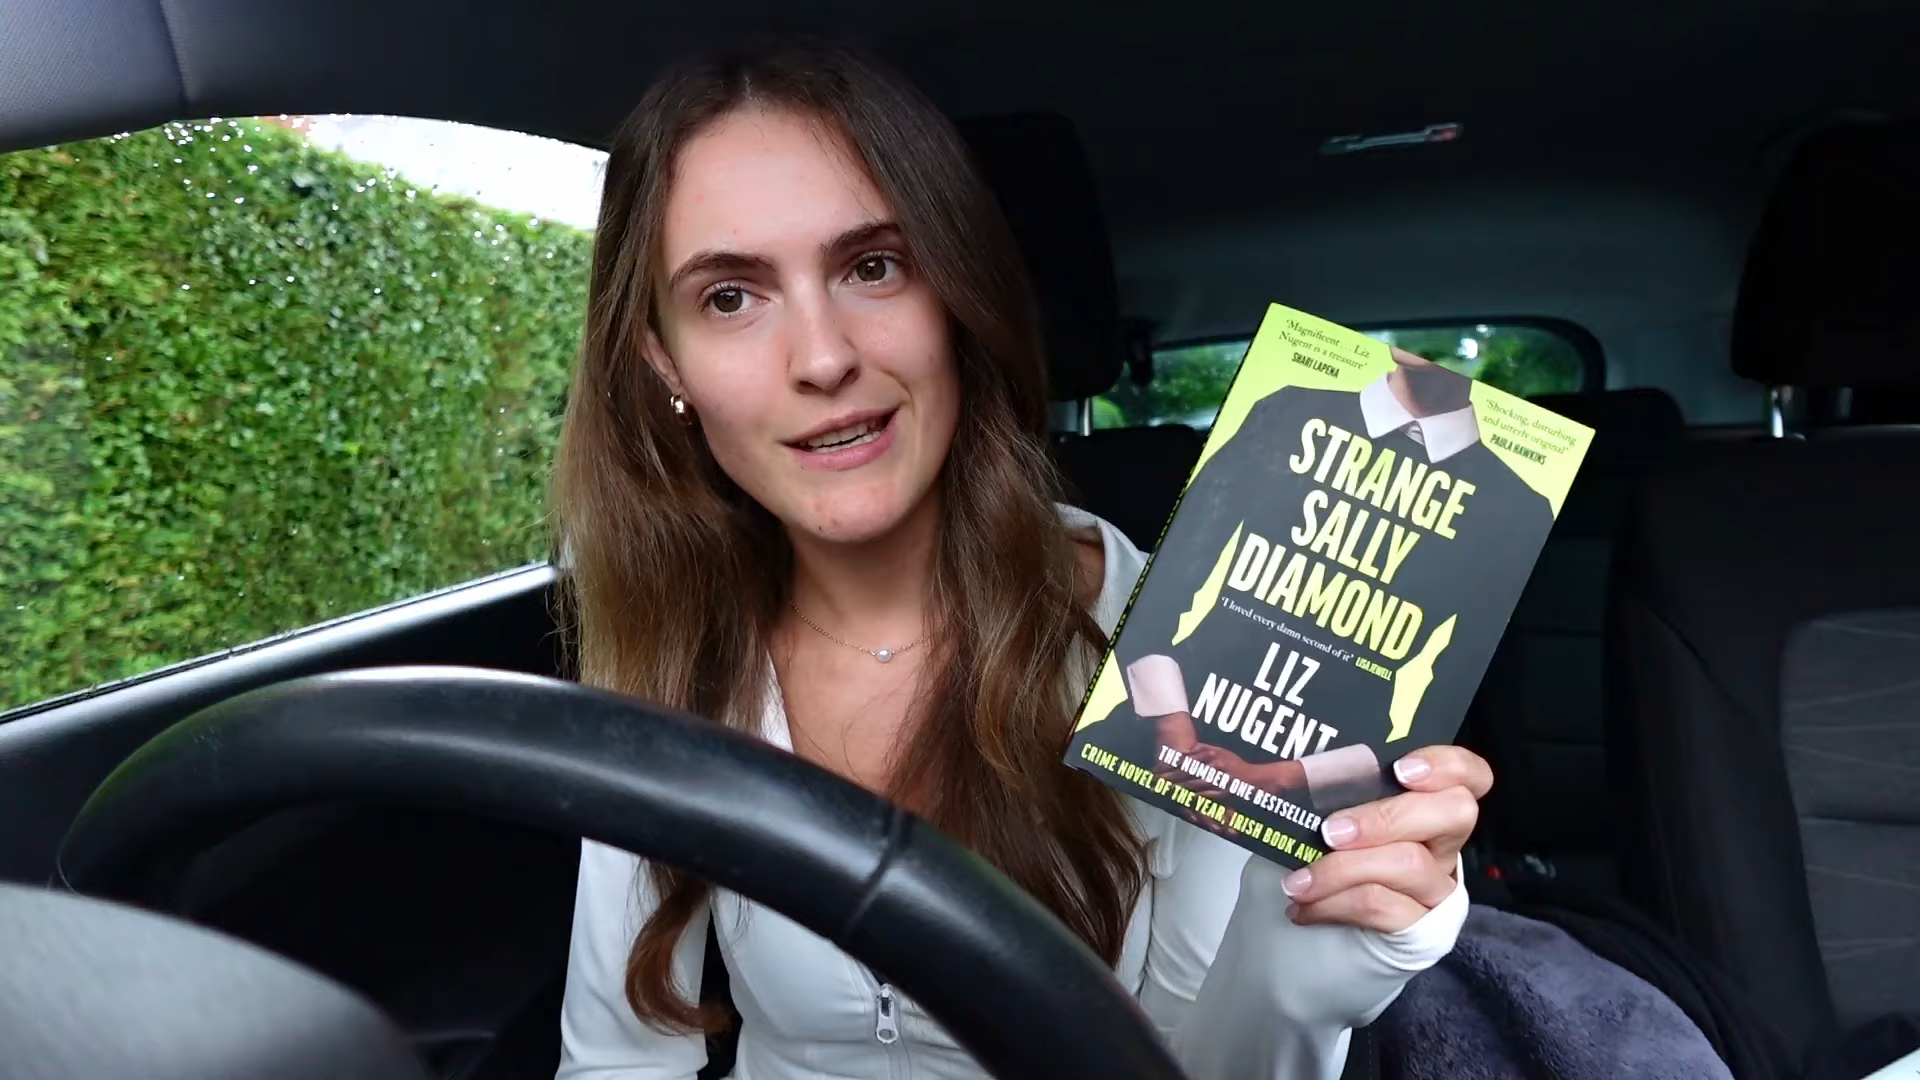 'Magnificent... Liz
Nugent is a treasure'
SHARI LAPENA
'Shocking, disturbing
and utterly original'
PAULA HAWKINS
STRANGE
SALLY
DIAMOND
'I loved every damn second of it' LISA JEWELL
LIZ
NUGENT
THE NUMBER ONE BESTSELLER
CRIME NOVEL OF THE YEAR, IRISH BOOK AWA